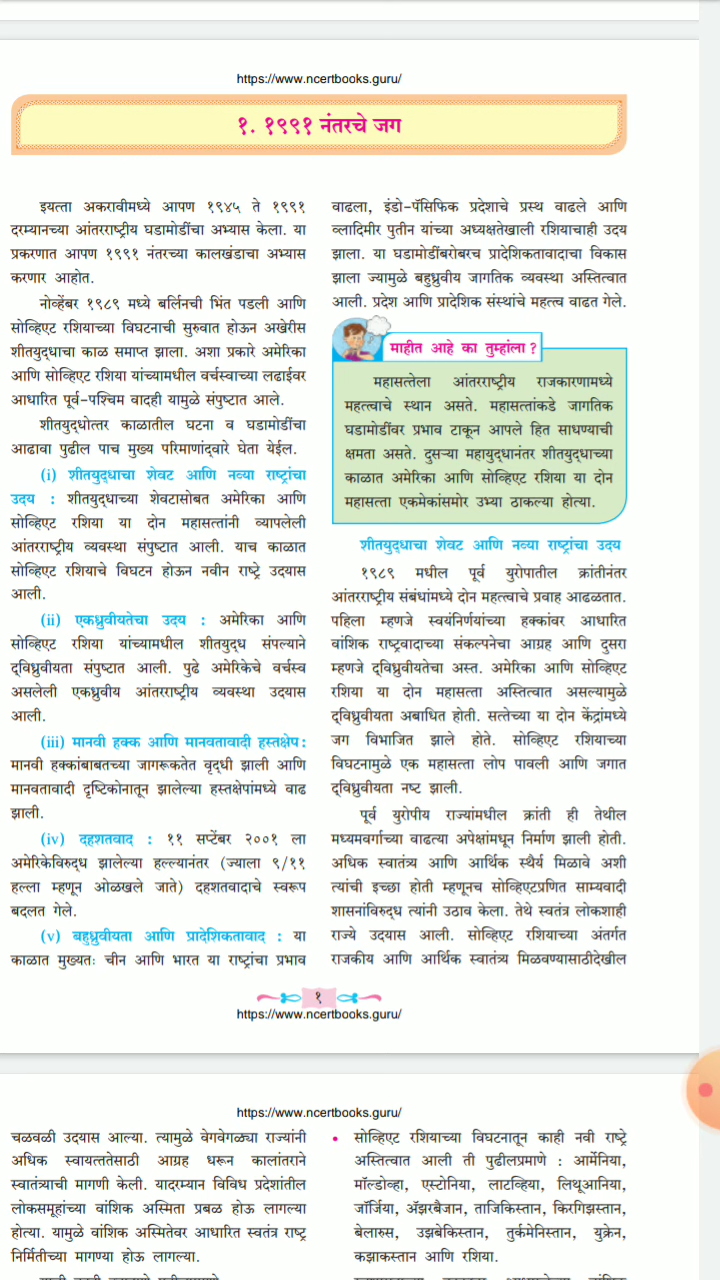 https://www.ncertbooks.guru/
१. १९९१ नंतरचे जग
इयत्ता अकरावीमध्ये आपण १९४५ ते १९९१
दरम्यानच्या आंतरराष्ट्रीय घडामोडींचा अभ्यास केला. या
प्रकरणात आपण १९९१ नंतरच्या कालखंडाचा अभ्यास
करणार आहोत.
नोव्हेंबर १९८९ मध्ये बर्लिनची भिंत पडली आणि
सोव्हिएट रशियाच्या विघटनाची सुरुवात होऊन अखेरीस
शीतयुद्धाचा काळ समाप्त झाला. अशा प्रकारे अमेरिका
आणि सोव्हिएट रशिया यांच्यामधील वर्चस्वाच्या लढाईवर
आधारित पूर्व-पश्चिम वादही यामुळे संपुष्टात आले.
शीतयुद्धोत्तर काळातील घटना व घडामोडींचा
आढावा पुढील पाच मुख्य परिमाणांद्वारे घेता येईल.
(i) शीतयुद्धाचा शेवट आणि नव्या राष्ट्रांचा
उदय : शीतयुद्धाच्या शेवटासोबत अमेरिका आणि
सोव्हिएट रशिया या दोन महासत्तांनी व्यापलेली
आंतरराष्ट्रीय व्यवस्था संपुष्टात आली. याच काळात
सोव्हिएट रशियाचे विघटन होऊन नवीन राष्ट्रे उदयास
आली.
(ii) एकध्रुवीयतेचा उदय : अमेरिका आणि
सोव्हिएट रशिया यांच्यामधील शीतयुद्ध संपल्याने
द्विध्रुवीयता संपुष्टात आली. पुढे अमेरिकेचे वर्चस्व
असलेली एकध्रुवीय आंतरराष्ट्रीय व्यवस्था उदयास
आली.
(iii) मानवी हक्क आणि मानवतावादी हस्तक्षेप:
मानवी हक्कांबाबतच्या जागरूकतेत वृद्धी झाली आणि
मानवतावादी दृष्टिकोनातून झालेल्या हस्तक्षेपांमध्ये वाढ
झाली.
(iv) दहशतवाद : ११ सप्टेंबर २००१ ला
अमेरिकेविरुद्ध झालेल्या हल्ल्यानंतर (ज्याला ९/११
हल्ला म्हणून ओळखले जाते) दहशतवादाचे स्वरूप
बदलत गेले.
(v) बहुध्रुवीयता आणि प्रादेशिकतावाद : या
काळात मुख्यतः चीन आणि भारत या राष्ट्रांचा प्रभाव
वाढला, इंडो-पॅसिफिक प्रदेशाचे प्रस्थ वाढले आणि
व्लादिमीर पुतीन यांच्या अध्यक्षतेखाली रशियाचाही उदय
झाला. या घडामोडींबरोबरच प्रादेशिकतावादाचा विकास
झाला ज्यामुळे बहुध्रुवीय जागतिक व्यवस्था अस्तित्वात
आली. प्रदेश आणि प्रादेशिक संस्थांचे महत्व वाढत गेले.
माहीत आहे का तुम्हांला ?
महासत्तेला आंतरराष्ट्रीय राजकारणामध्ये
महत्वाचे स्थान असते. महासत्तांकडे जागतिक
घडामोडींवर प्रभाव टाकून आपले हित साधण्याची
क्षमता असते. दुसऱ्या महायुद्धानंतर शीतयुद्धाच्या
काळात अमेरिका आणि सोव्हिएट रशिया या दोन
महासत्ता एकमेकांसमोर उभ्या ठाकल्या होत्या.
शीतयुद्धाचा शेवट आणि नव्या राष्ट्रांचा उदय
१९८९ मधील पूर्व युरोपातील क्रांतीनंतर
आंतरराष्ट्रीय संबंधांमध्ये दोन महत्वाचे प्रवाह आढळतात.
पहिला म्हणजे स्वयंनिर्णयांच्या हक्कांवर आधारित
वांशिक राष्ट्रवादाच्या संकल्पनेचा आग्रह आणि दुसरा
म्हणजे द्विध्रुवीयतेचा अस्त. अमेरिका आणि सोव्हिएट
रशिया या दोन महासत्ता अस्तित्वात असल्यामुळे
द्विध्रुवीयता अबाधित होती. सत्तेच्या या दोन केंद्रांमध्ये
जग विभाजित झाले होते. सोव्हिएट रशियाच्या
विघटनामुळे एक महासत्ता लोप पावली आणि जगात
द्विध्रुवीयता नष्ट झाली.
पूर्व युरोपीय राज्यांमधील क्रांती ही तेथील
मध्यमवर्गाच्या वाढत्या अपेक्षांमधून निर्माण झाली होती.
अधिक स्वातंत्र्य आणि आर्थिक स्थैर्य मिळावे अशी
त्यांची इच्छा होती म्हणूनच सोव्हिएटप्रणित साम्यवादी
शासनांविरुद्ध त्यांनी उठाव केला. तेथे स्वतंत्र लोकशाही
राज्ये उदयास आली. सोव्हिएट रशियाच्या अंतर्गत
राजकीय आणि आर्थिक स्वातंत्र्य मिळवण्यासाठीदेखील
१
https://www.ncertbooks.guru/
https://www.ncertbooks.guru/
चळवळी उदयास आल्या. त्यामुळे वेगवेगळ्या राज्यांनी
अधिक स्वायत्ततेसाठी आग्रह धरून कालांतराने
स्वातंत्र्याची मागणी केली. यादरम्यान विविध प्रदेशांतील
लोकसमूहांच्या वांशिक अस्मिता प्रबळ होऊ लागल्या
होत्या. यामुळे वांशिक अस्मितेवर आधारित स्वतंत्र राष्ट्र
निर्मितीच्या मागण्या होऊ लागल्या.
• सोव्हिएट रशियाच्या विघटनातून काही नवी राष्ट्रे
अस्तित्वात आली ती पुढीलप्रमाणे : आर्मेनिया,
मॉल्डोव्हा, एस्टोनिया, लाटव्हिया, लिथूआनिया,
जॉर्जिया, ॲझरबैजान, ताजिकिस्तान, किरगिझस्तान,
बेलारुस, उझबेकिस्तान, तुर्कमेनिस्तान, युक्रेन,
कझाकस्तान आणि रशिया.